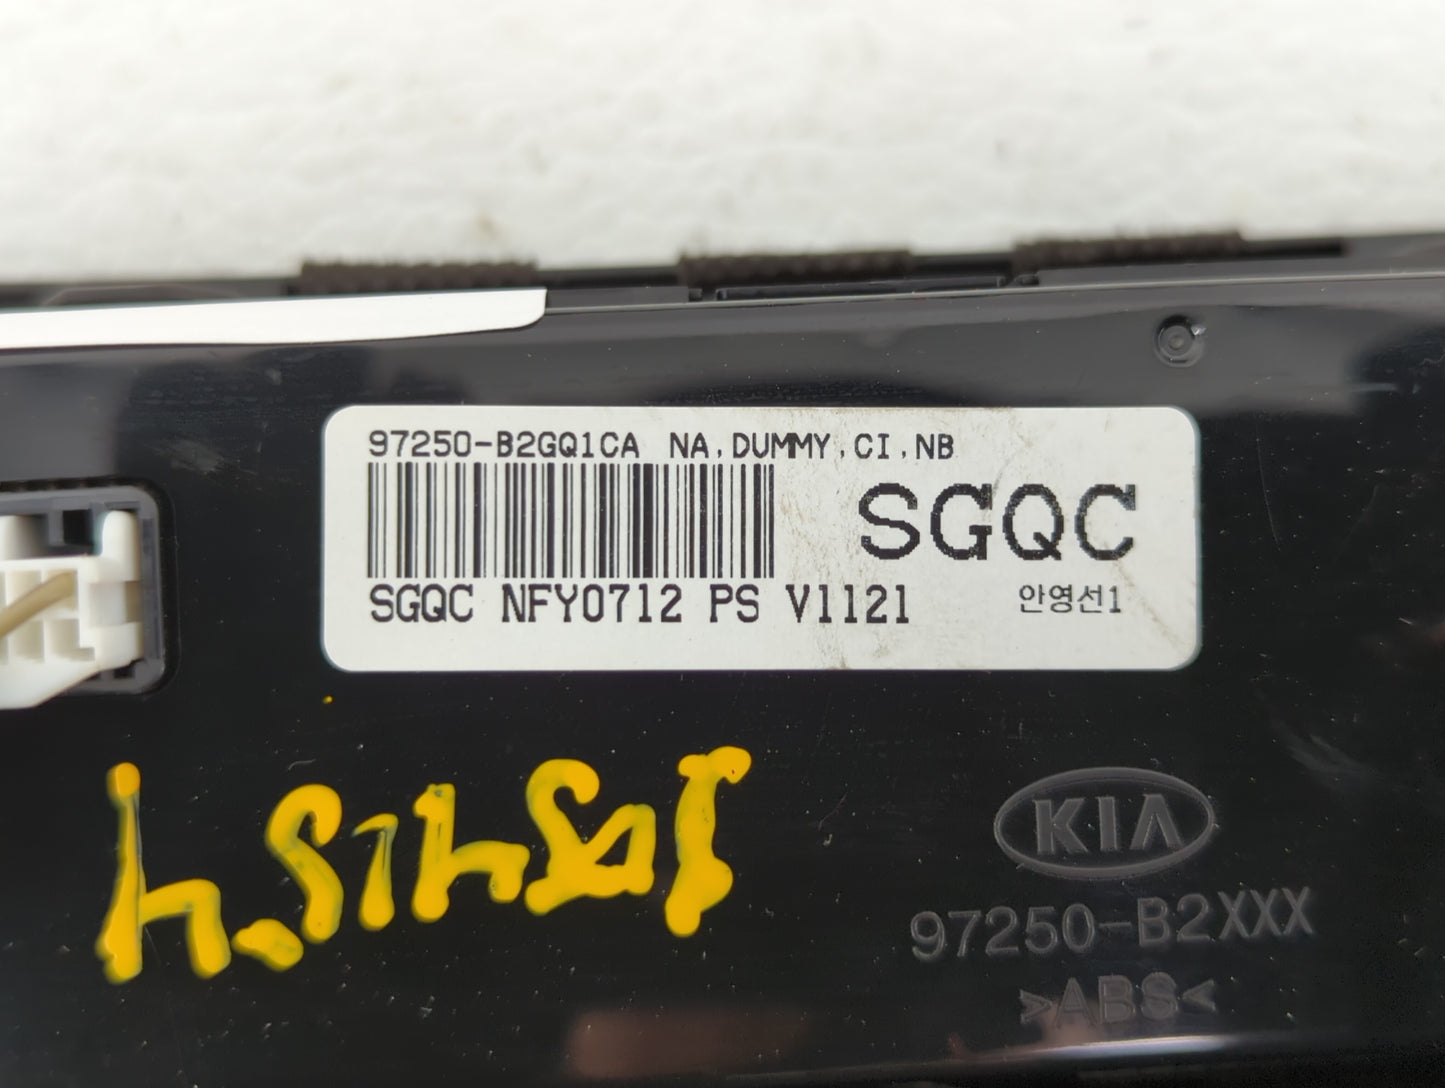 97250-B2GQ1CA NA,DUMMY,CI,NB
SGQC
SGQC NFY0712 PS V1121
안영선1
KIA
97250-B2XXX
>ABS<